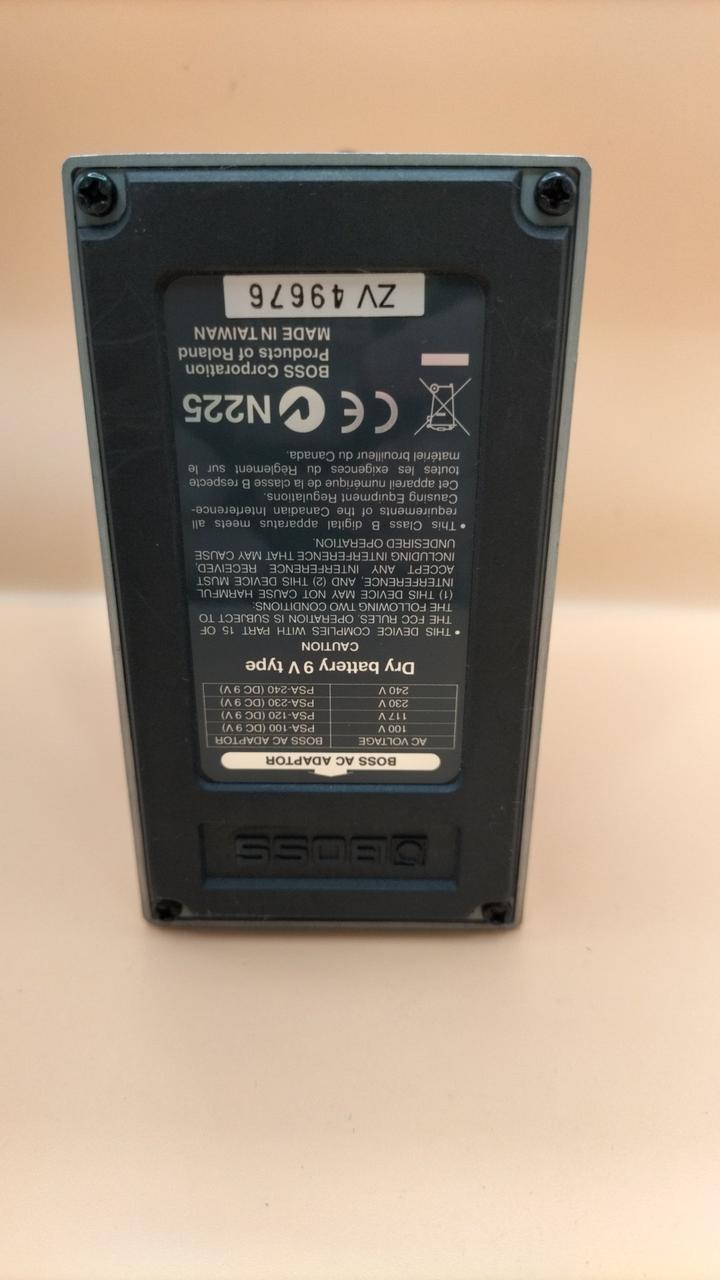 BOSS
BOSS AC ADAPTOR
AC VOLTAGE BOSS AC ADAPTOR
100 V PSA-100 (DC 9 V)
117 V PSA-120 (DC 9 V)
230 V PSA-230 (DC 9 V)
240 V PSA-240 (DC 9 V)
Dry battery 9 V type
CAUTION
• THIS DEVICE COMPLIES WITH PART 15 OF
THE FCC RULES. OPERATION IS SUBJECT TO
THE FOLLOWING TWO CONDITIONS:
(1) THIS DEVICE MAY NOT CAUSE HARMFUL
INTERFERENCE, AND (2) THIS DEVICE MUST
ACCEPT ANY INTERFERENCE RECEIVED,
INCLUDING INTERFERENCE THAT MAY CAUSE
UNDESIRED OPERATION.
• This Class B digital apparatus meets all
requirements of the Canadian Interference-
Causing Equipment Regulations.
Cet appareil numérique de la classe B respecte
toutes les exigences du Règlement sur le
matériel brouilleur du Canada.
CE N225
BOSS Corporation
Products of Roland
MADE IN TAIWAN
ZV 49676